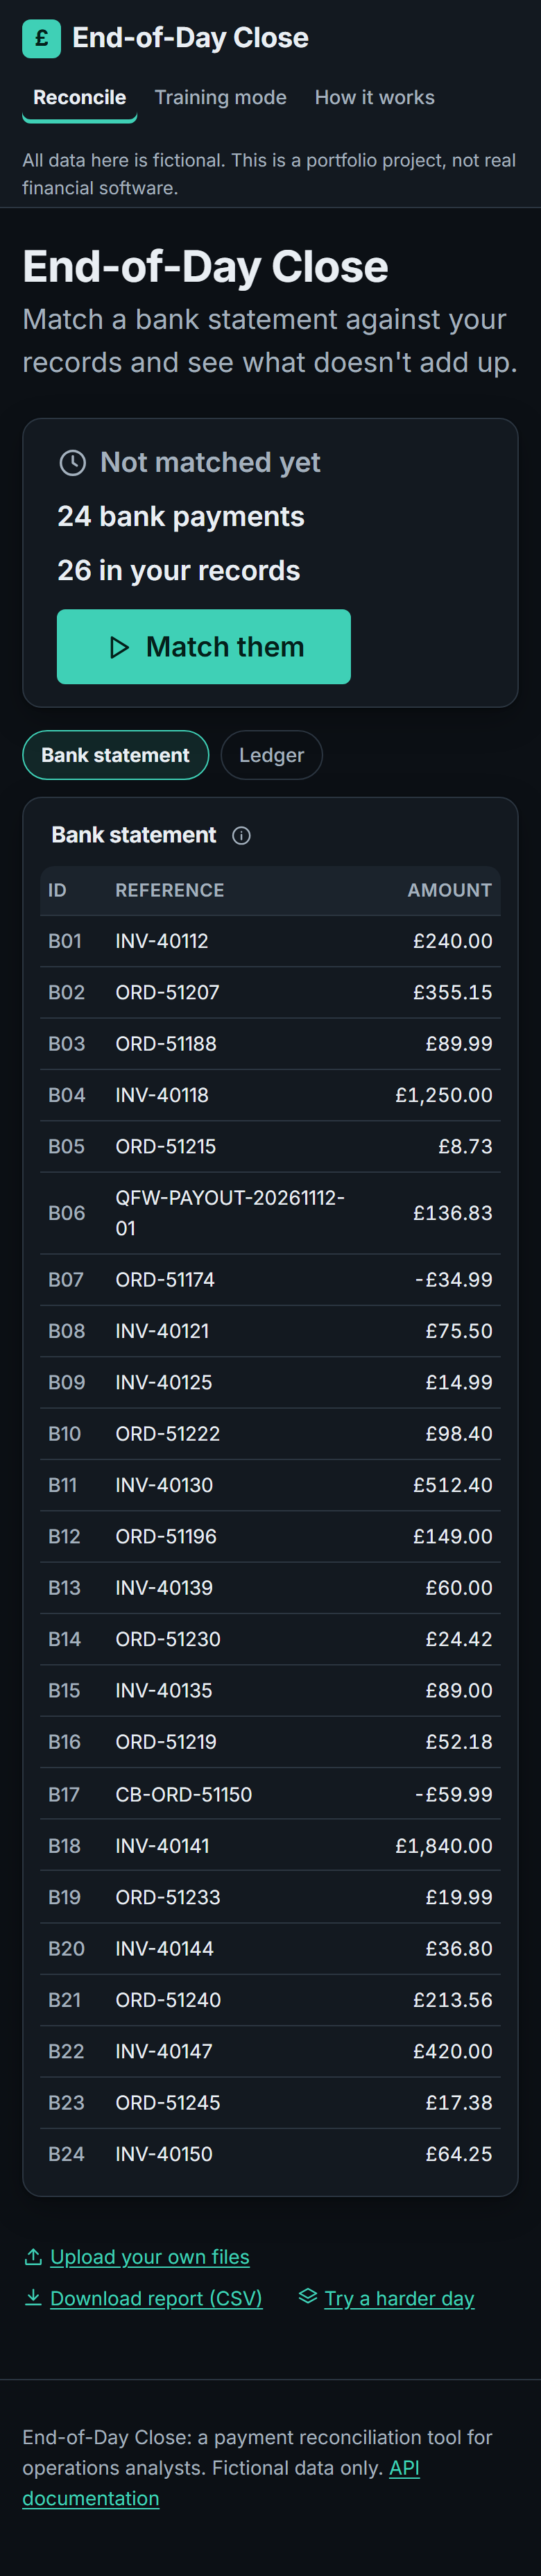 £ End-of-Day Close
Reconcile Training mode How it works
All data here is fictional. This is a portfolio project, not real
financial software.
End-of-Day Close
Match a bank statement against your
records and see what doesn't add up.
Not matched yet
24 bank payments
26 in your records
Match them
Bank statement Ledger
Bank statement
ID REFERENCE AMOUNT
B01 INV-40112 £240.00
B02 ORD-51207 £355.15
B03 ORD-51188 £89.99
B04 INV-40118 £1,250.00
B05 ORD-51215 £8.73
B06 QFW-PAYOUT-20261112-
01 £136.83
B07 ORD-51174 -£34.99
B08 INV-40121 £75.50
B09 INV-40125 £14.99
B10 ORD-51222 £98.40
B11 INV-40130 £512.40
B12 ORD-51196 £149.00
B13 INV-40139 £60.00
B14 ORD-51230 £24.42
B15 INV-40135 £89.00
B16 ORD-51219 £52.18
B17 CB-ORD-51150 -£59.99
B18 INV-40141 £1,840.00
B19 ORD-51233 £19.99
B20 INV-40144 £36.80
B21 ORD-51240 £213.56
B22 INV-40147 £420.00
B23 ORD-51245 £17.38
B24 INV-40150 £64.25
Upload your own files
Download report (CSV) Try a harder day
End-of-Day Close: a payment reconciliation tool for
operations analysts. Fictional data only. API
documentation